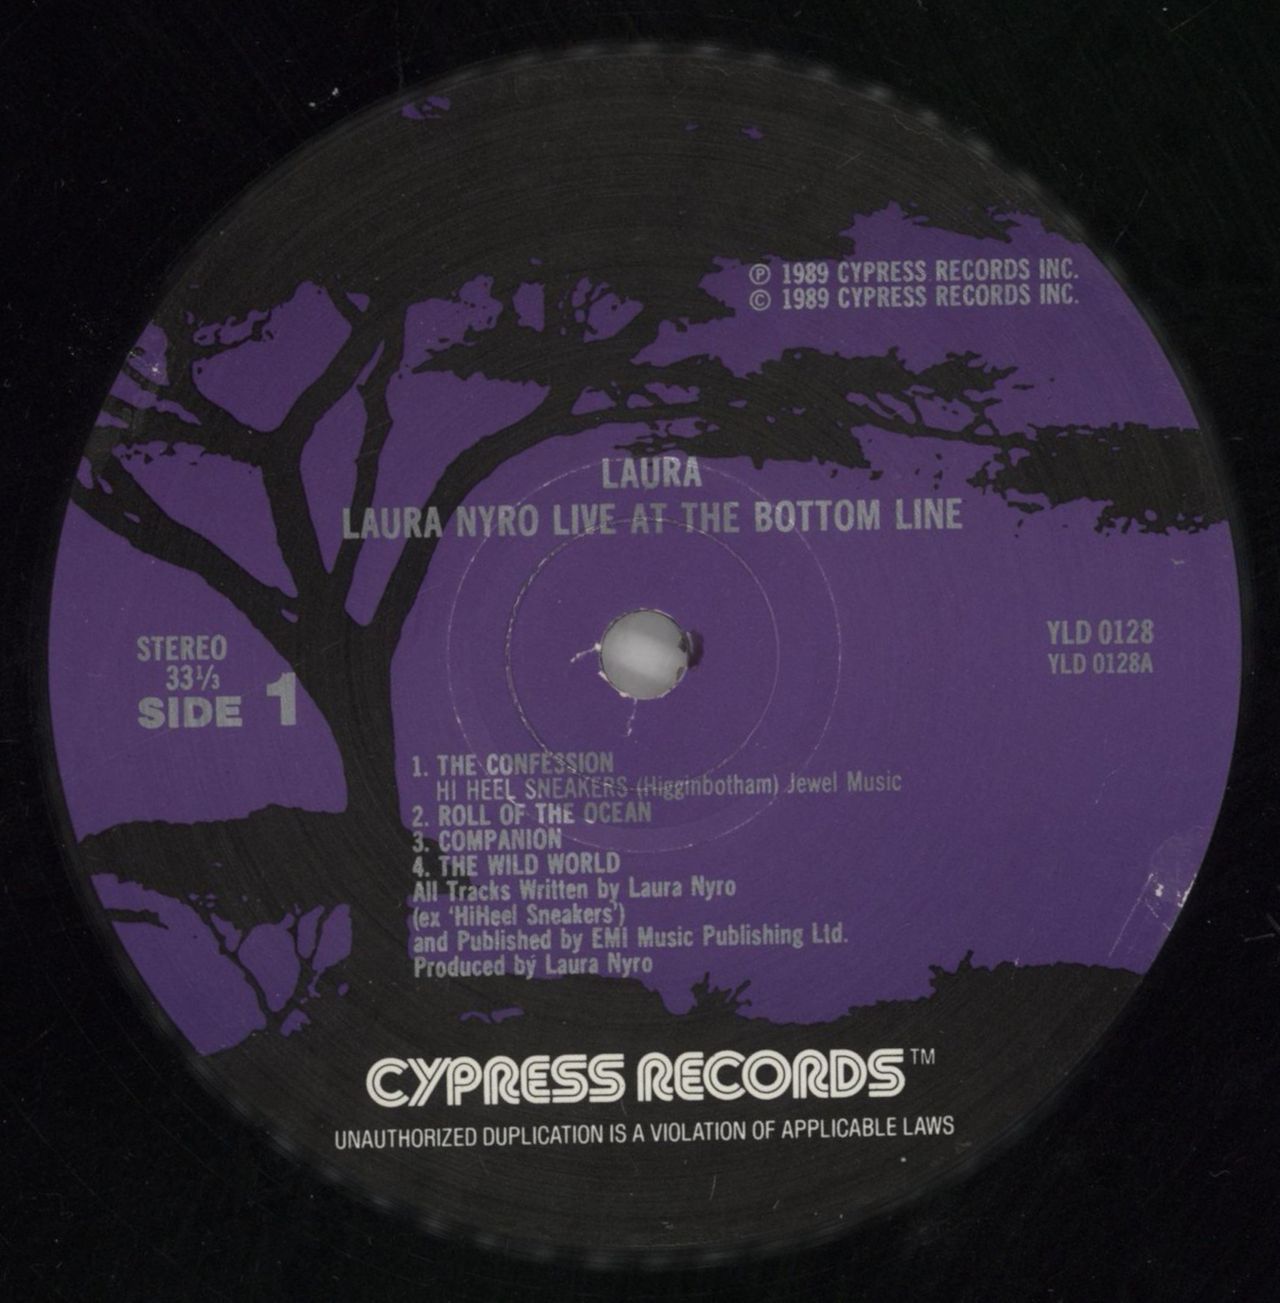 ℗ 1989 CYPRESS RECORDS INC.
© 1989 CYPRESS RECORDS INC.
LAURA
LAURA NYRO LIVE AT THE BOTTOM LINE
STEREO
33⅓
SIDE 1
YLD 0128
YLD 0128A
1. THE CONFESSION
HI HEEL SNEAKERS (Higginbotham) Jewel Music
2. ROLL OF THE OCEAN
3. COMPANION
4. THE WILD WORLD
All Tracks Written by Laura Nyro
(ex 'HiHeel Sneakers')
and Published by EMI Music Publishing Ltd.
Produced by Laura Nyro
CYPRESS RECORDS™
UNAUTHORIZED DUPLICATION IS A VIOLATION OF APPLICABLE LAWS